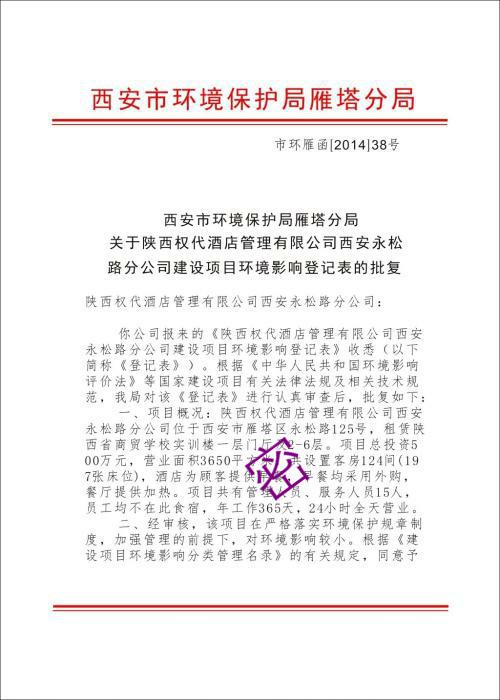 西安市环境保护局雁塔分局
市环雁函[2014]38号
西安市环境保护局雁塔分局
关于陕西权代酒店管理有限公司西安永松
路分公司建设项目环境影响登记表的批复
陕西权代酒店管理有限公司西安永松路分公司：
你公司报来的《陕西权代酒店管理有限公司西安
永松路分公司建设项目环境影响登记表》收悉（以下
简称《登记表》）。根据《中华人民共和国环境影响
评价法》等国家建设项目有关法律法规及相关技术规
范，我局对该《登记表》进行认真审查后，批复如下：
一、项目概况：陕西权代酒店管理有限公司西安
永松路分公司位于西安市雁塔区永松路125号，租赁陕
西省商贸学校实训楼一层门厅及2-6层。项目总投资5
00万元，营业面积3650平方 共设置客房124间(19
7张床位)，酒店为顾客提供早 早餐均采用外购，
餐厅提供加热。项目共有管理人员、服务人员15人，
员工均不在此食宿，年工作365天，24小时全天营业。
二、经审核，该项目在严格落实环境保护规章制
度，加强管理的前提下，对环境影响较小。根据《建
设项目环境影响分类管理名录》的有关规定，同意予
密